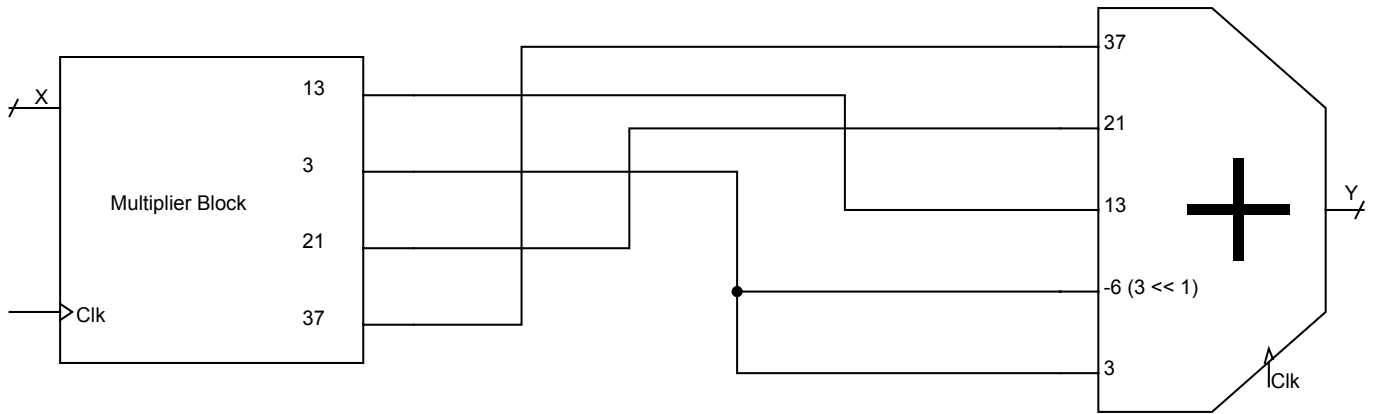 X
13
3
Multiplier Block
21
37
Clk
37
21
13
-6 (3 << 1)
3
Clk
Y